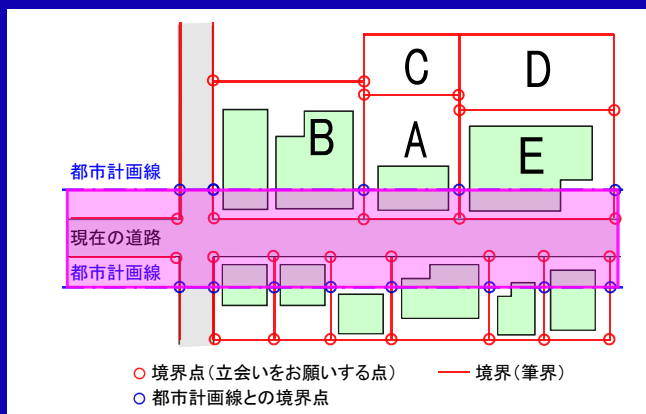 C
D
B
A
E
都市計画線
現在の道路
都市計画線
境界点(立会いをお願いする点)
境界(筆界)
都市計画線との境界点